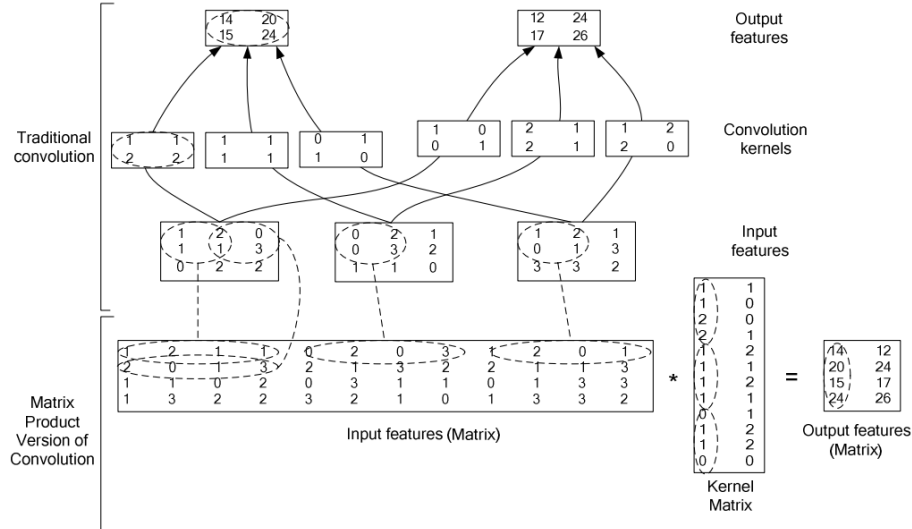 14 20
15 24
12 24
17 26
Output
features
Traditional
convolution
1 1
2 2
1 1
1 1
0 1
1 0
1 0
0 1
2 1
2 1
1 2
2 0
Convolution
kernels
1 2 0
1 1 3
0 2 2
0 2 1
0 3 2
1 1 0
1 2 1
0 1 3
3 3 2
Input
features
Matrix
Product
Version of
Convolution
1 2 1 1 0 2 0 3 1 2 0 1
2 0 1 3 2 1 3 2 2 1 1 3
1 1 0 2 0 3 1 1 0 1 3 3
1 3 2 2 3 2 1 0 1 3 3 2
Input features (Matrix)
*
1 1
1 0
2 0
2 1
1 2
1 1
1 2
1 1
0 1
1 2
1 2
0 0
Kernel
Matrix
=
14 12
20 24
15 17
24 26
Output features
(Matrix)